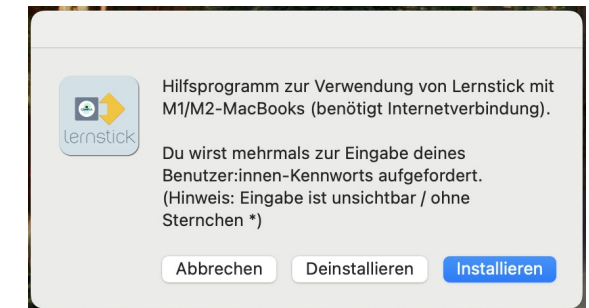 lernstick
Hilfsprogramm zur Verwendung von Lernstick mit
M1/M2-MacBooks (benötigt Internetverbindung).
Du wirst mehrmals zur Eingabe deines
Benutzer:innen-Kennworts aufgefordert.
(Hinweis: Eingabe ist unsichtbar / ohne
Sternchen *)
Abbrechen Deinstallieren Installieren